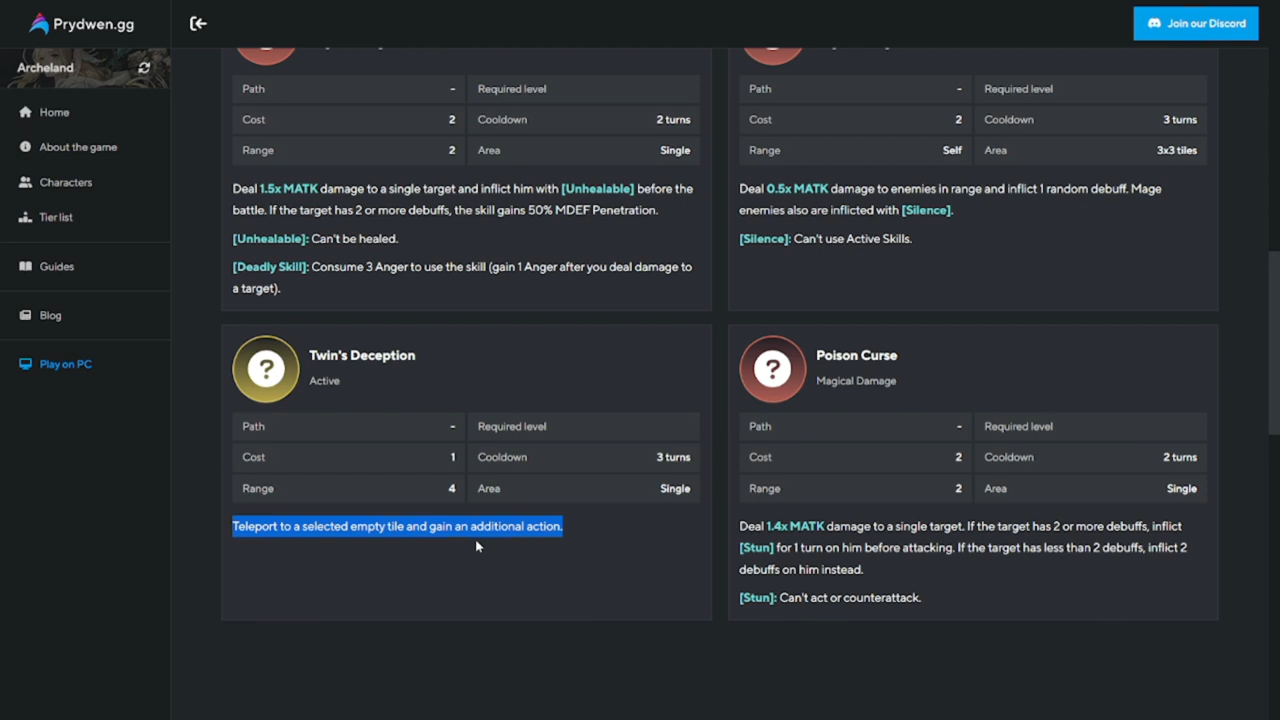 Prydwen.gg
Join our Discord
Archeland
Home
About the game
Characters
Tier list
Guides
Blog
Play on PC
Path - Required level
Cost 2 Cooldown 2 turns
Range 2 Area Single
Deal 1.5x MATK damage to a single target and inflict him with [Unhealable] before the
battle. If the target has 2 or more debuffs, the skill gains 50% MDEF Penetration.
[Unhealable]: Can't be healed.
[Deadly Skill]: Consume 3 Anger to use the skill (gain 1 Anger after you deal damage to
a target).
Path - Required level
Cost 2 Cooldown 3 turns
Range Self Area 3x3 tiles
Deal 0.5x MATK damage to enemies in range and inflict 1 random debuff. Mage
enemies also are inflicted with [Silence].
[Silence]: Can't use Active Skills.
?
Twin's Deception
Active
Path - Required level
Cost 1 Cooldown 3 turns
Range 4 Area Single
Teleport to a selected empty tile and gain an additional action.
?
Poison Curse
Magical Damage
Path - Required level
Cost 2 Cooldown 2 turns
Range 2 Area Single
Deal 1.4x MATK damage to a single target. If the target has 2 or more debuffs, inflict
[Stun] for 1 turn on him before attacking. If the target has less than 2 debuffs, inflict 2
debuffs on him instead.
[Stun]: Can't act or counterattack.